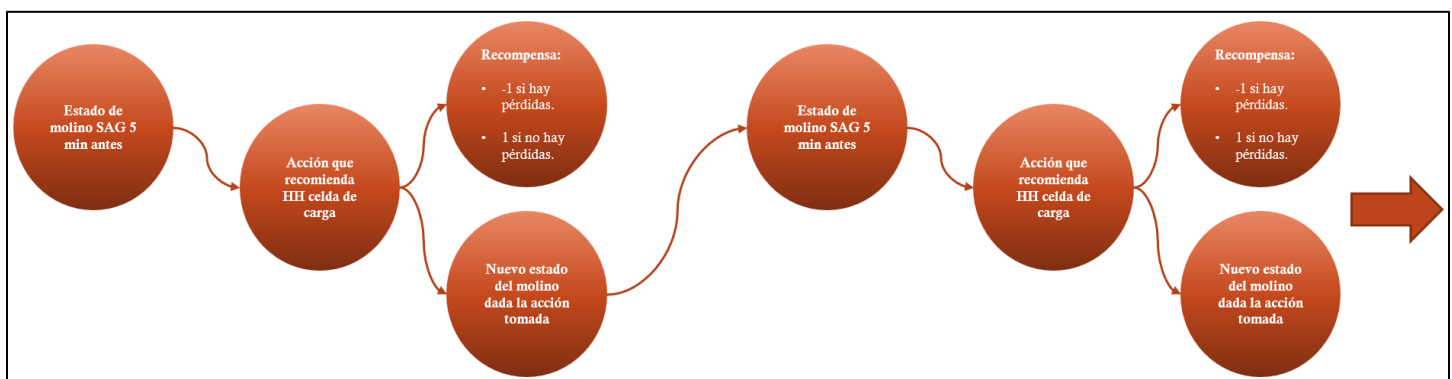 Estado de
molino SAG 5
min antes
Acción que
recomienda
HH celda de
carga
Recompensa:
• -1 si hay
pérdidas.
• 1 si no hay
pérdidas.
Nuevo estado
del molino
dada la acción
tomada
Estado de
molino SAG 5
min antes
Acción que
recomienda
HH celda de
carga
Recompensa:
• -1 si hay
pérdidas.
• 1 si no hay
pérdidas.
Nuevo estado
del molino
dada la acción
tomada